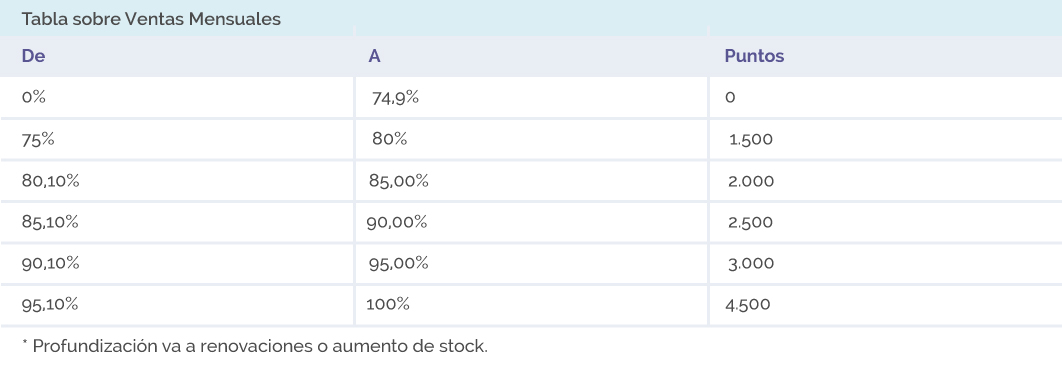 Tabla sobre Ventas Mensuales
De A Puntos
0% 74,9% 0
75% 80% 1.500
80,10% 85,00% 2.000
85,10% 90,00% 2.500
90,10% 95,00% 3.000
95,10% 100% 4.500
* Profundización va a renovaciones o aumento de stock.